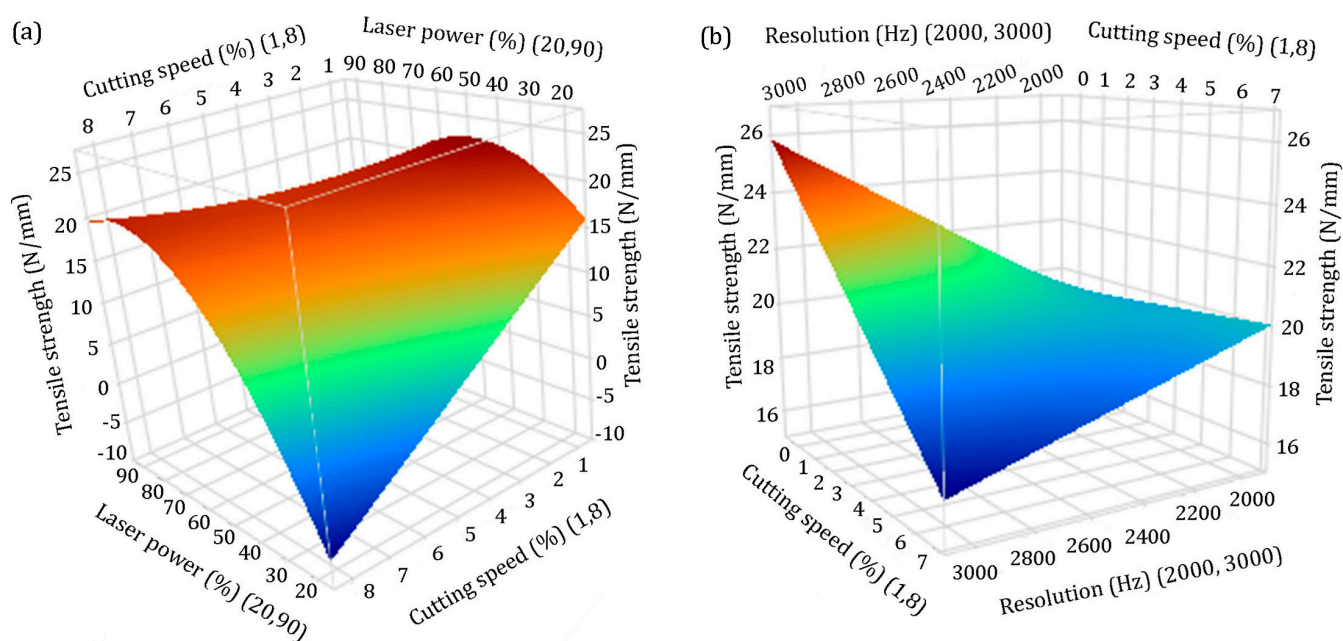 (a)
Cutting speed (%) (1,8)
8 7 6 5 4 3 2 1
Laser power (%) (20,90)
90 80 70 60 50 40 30 20
Tensile strength (N/mm)
25
20
15
10
5
0
-5
-10
Tensile strength (N/mm)
25
20
15
10
5
0
-5
-10
Laser power (%) (20,90)
90 80 70 60 50 40 30 20
Cutting speed (%) (1,8)
8 7 6 5 4 3 2 1
(b)
Resolution (Hz) (2000, 3000)
3000 2800 2600 2400 2200 2000
Cutting speed (%) (1,8)
0 1 2 3 4 5 6 7
Tensile strength (N/mm)
26
24
22
20
18
16
Tensile strength (N/mm)
26
24
22
20
18
16
Cutting speed (%) (1,8)
0 1 2 3 4 5 6 7
Resolution (Hz) (2000, 3000)
3000 2800 2600 2400 2200 2000